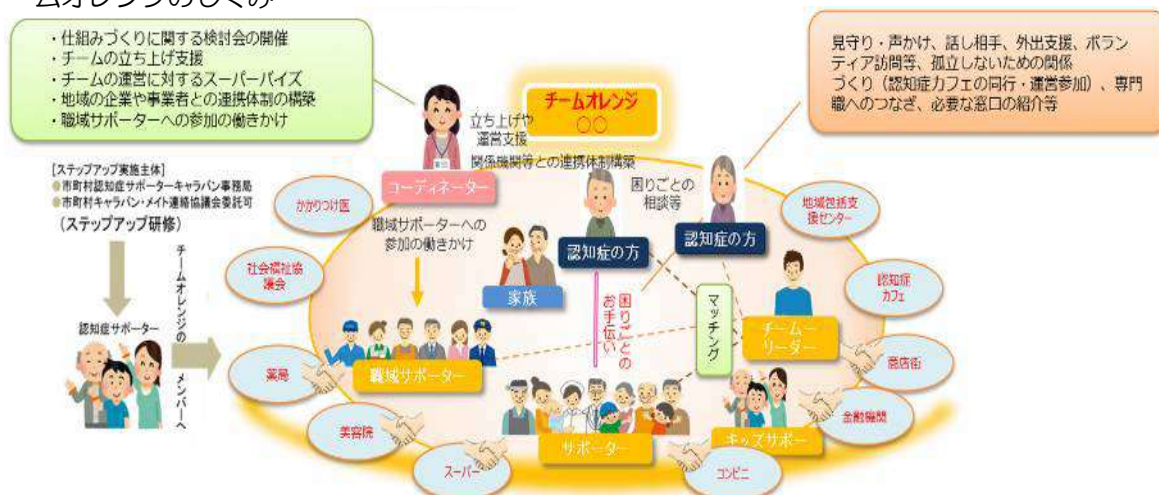 ムオレンジのしくみ
・仕組みづくりに関する検討会の開催
・チームの立ち上げ支援
・チームの運営に対するスーパーバイズ
・地域の企業や事業者との連携体制の構築
・職域サポーターへの参加の働きかけ
チームオレンジ
○○
見守り・声かけ、話し相手、外出支援、ボラン
ティア訪問等、孤立しないための関係
づくり（認知症カフェの同行・運営参加）、専門
職へのつなぎ、必要な窓口の紹介等
立ち上げや
運営支援
関係機関等との連携体制構築
コーディネーター
[ステップアップ実施主体]
●市町村認知症サポーターキャラバン事務局
●市町村キャラバン・メイト連絡協議会委託可
(ステップアップ研修)
かかりつけ医
困りごとの
相談等
地域包括支
援センター
職域サポーターへの
参加の働きかけ
認知症の方
認知症の方
社会福祉協
議会
家族
認知症
カフェ
チームオレンジの
メンバーへ
認知症サポーター
困りごとの
お手伝い
マッチング
チームー
リーダー
薬局
職域サポーター
商店街
美容院
サポーター
キッズサポー
金融機関
スーパー
コンビニ